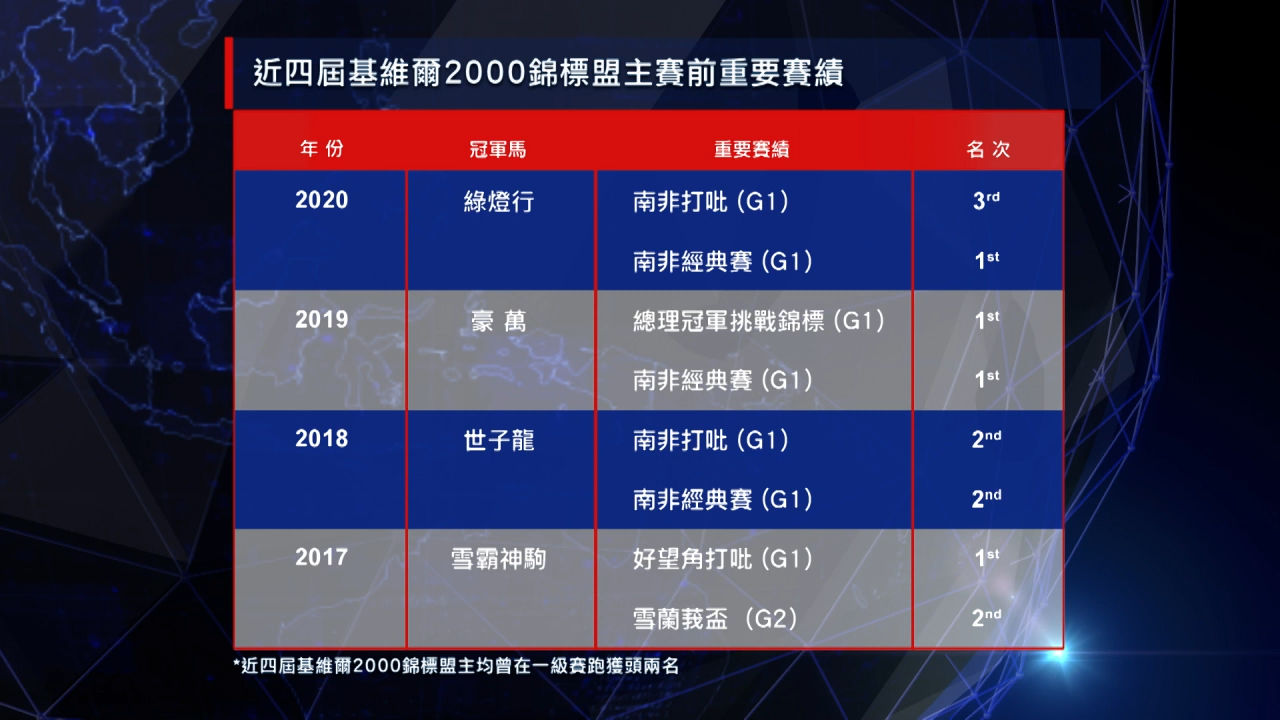 近四屆基維爾2000錦標盟主賽前重要賽績
年份 冠軍馬 重要賽績 名次
2020 綠燈行 南非打吡 (G1) 3rd
南非經典賽 (G1) 1st
2019 豪萬 總理冠軍挑戰錦標 (G1) 1st
南非經典賽 (G1) 1st
2018 世子龍 南非打吡 (G1) 2nd
南非經典賽 (G1) 2nd
2017 雪霸神駒 好望角打吡 (G1) 1st
雪蘭莪盃 (G2) 2nd
*近四屆基維爾2000錦標盟主均曾在一級賽跑獲頭兩名